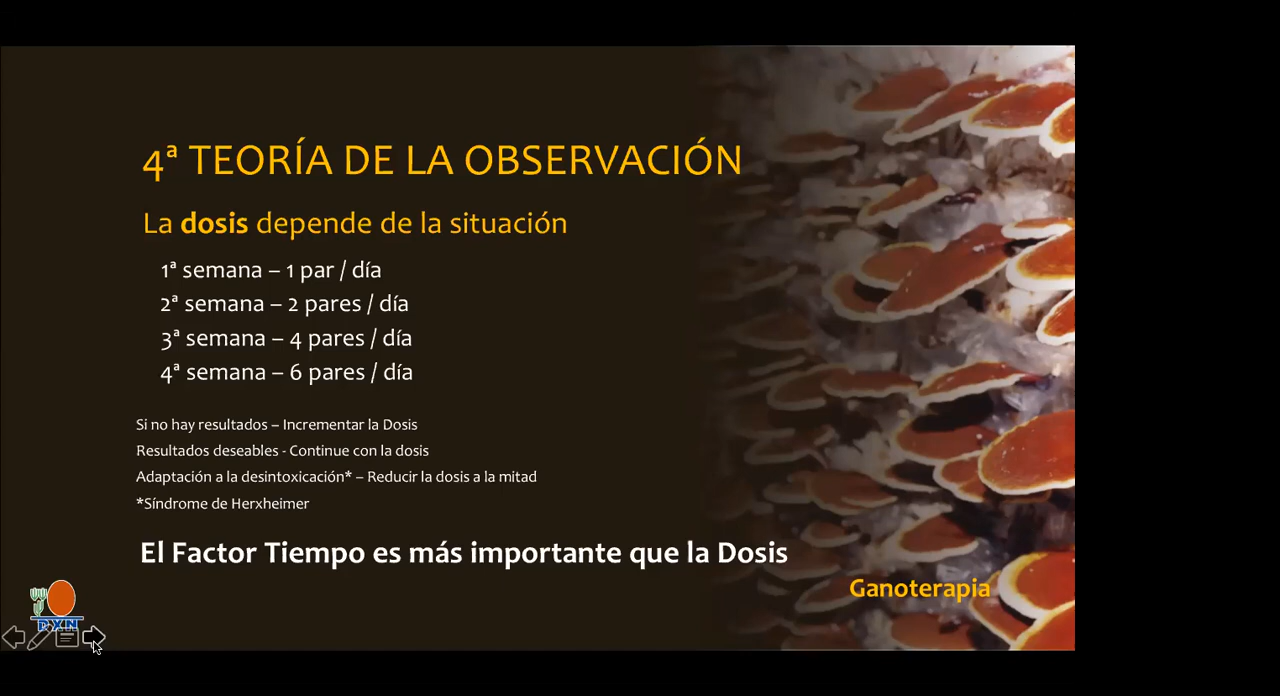 4ª TEORÍA DE LA OBSERVACIÓN
La dosis depende de la situación
1ª semana – 1 par / día
2ª semana – 2 pares / día
3ª semana – 4 pares / día
4ª semana – 6 pares / día
Si no hay resultados – Incrementar la Dosis
Resultados deseables - Continue con la dosis
Adaptación a la desintoxicación* – Reducir la dosis a la mitad
*Síndrome de Herxheimer
El Factor Tiempo es más importante que la Dosis
Ganoterapia
DXN